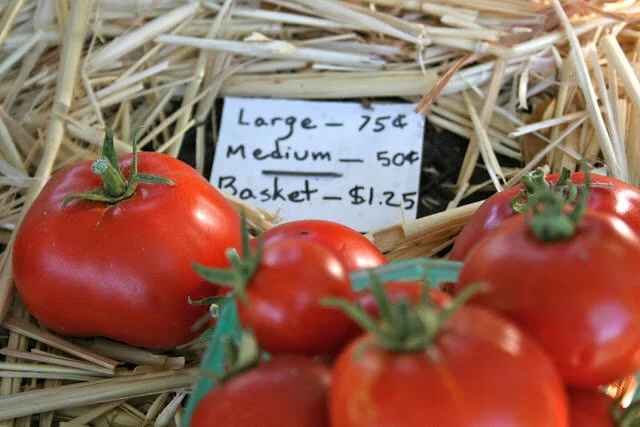 Large — 75¢
Medium — 50¢
Basket — $1.25